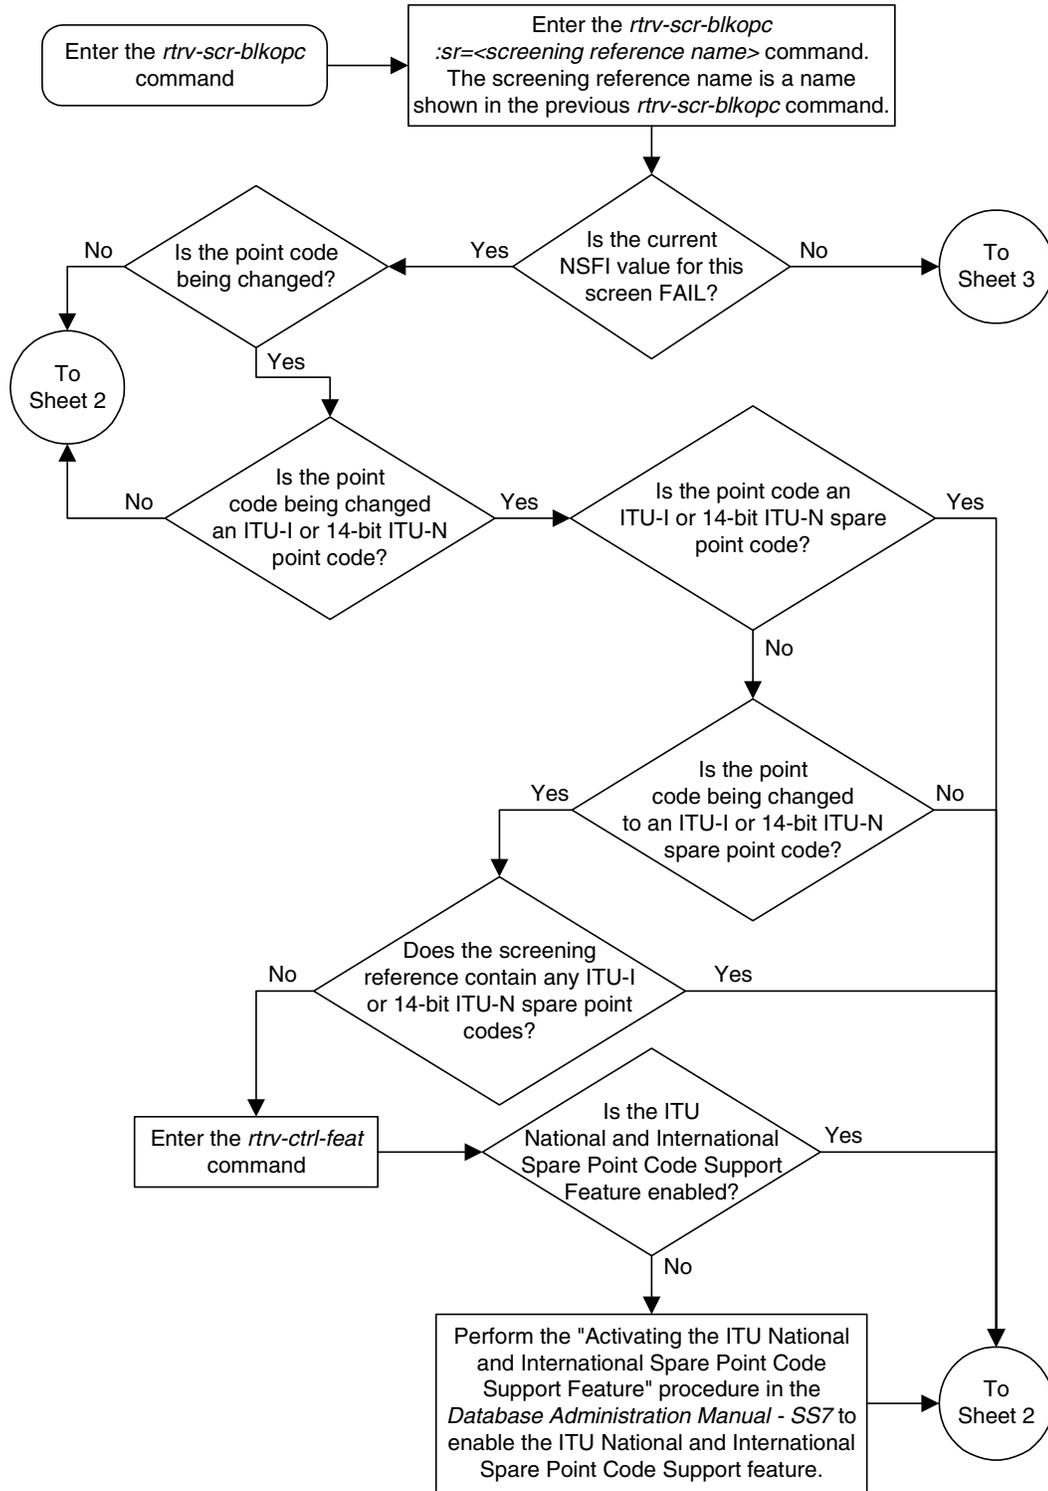 Enter the rtrv-scr-blkopc
command
Enter the rtrv-scr-blkopc
:sr=<screening reference name> command.
The screening reference name is a name
shown in the previous rtrv-scr-blkopc command.
Is the current
NSFI value for this
screen FAIL?
Yes
No
To
Sheet 3
Is the point code
being changed?
No
Yes
To
Sheet 2
Is the point
code being changed
an ITU-I or 14-bit ITU-N
point code?
No
Yes
Is the point code an
ITU-I or 14-bit ITU-N spare
point code?
Yes
No
Is the point
code being changed
to an ITU-I or 14-bit ITU-N
spare point code?
Yes
No
Does the screening
reference contain any ITU-I
or 14-bit ITU-N spare point
codes?
No
Yes
Enter the rtrv-ctrl-feat
command
Is the ITU
National and International
Spare Point Code Support
Feature enabled?
Yes
No
Perform the "Activating the ITU National
and International Spare Point Code
Support Feature" procedure in the
Database Administration Manual - SS7 to
enable the ITU National and International
Spare Point Code Support feature.
To
Sheet 2